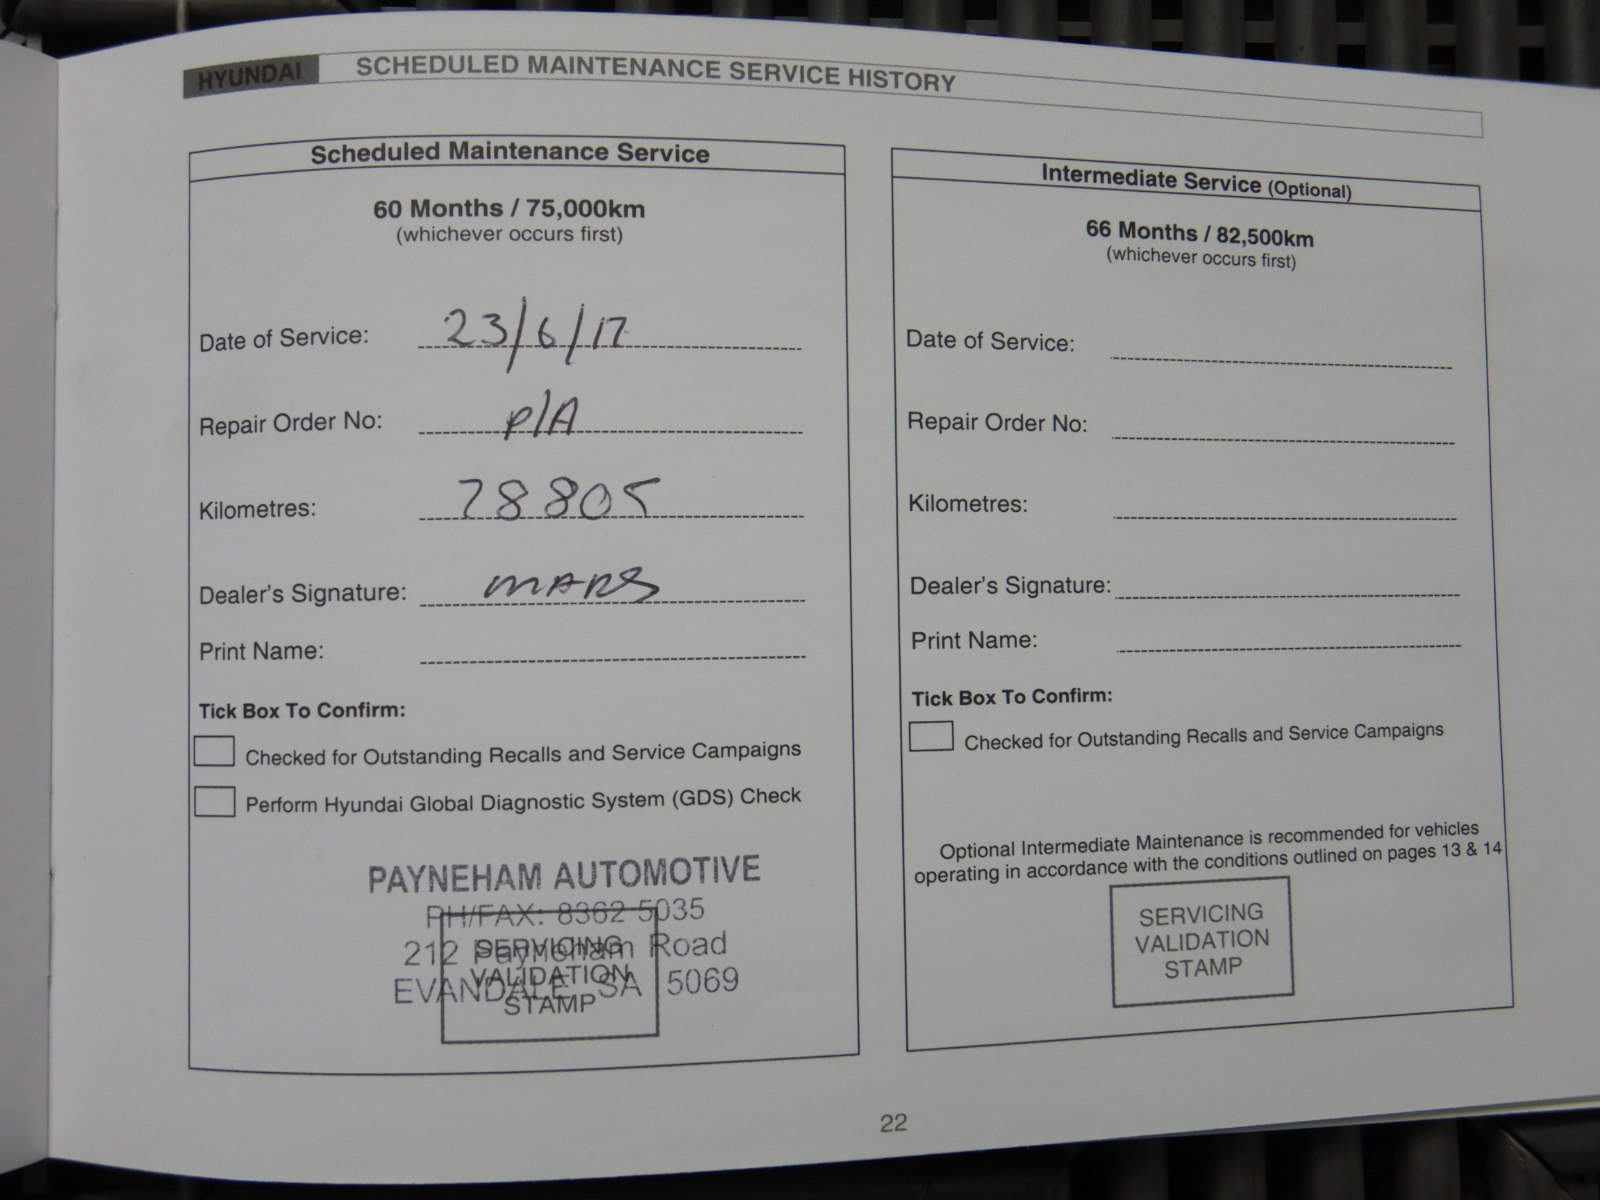 HYUNDAI SCHEDULED MAINTENANCE SERVICE HISTORY
Scheduled Maintenance Service
60 Months / 75,000km
(whichever occurs first)
Date of Service: 23/6/17
Repair Order No: P/A
Kilometres: 78805
Dealer's Signature: MARS
Print Name:
Tick Box To Confirm:
Checked for Outstanding Recalls and Service Campaigns
Perform Hyundai Global Diagnostic System (GDS) Check
PAYNEHAM AUTOMOTIVE
PH/FAX: 8362 5035
212 Payneham Road
EVANDALE SA 5069
SERVICING
VALIDATION
STAMP
Intermediate Service (Optional)
66 Months / 82,500km
(whichever occurs first)
Date of Service:
Repair Order No:
Kilometres:
Dealer's Signature:
Print Name:
Tick Box To Confirm:
Checked for Outstanding Recalls and Service Campaigns
Optional Intermediate Maintenance is recommended for vehicles
operating in accordance with the conditions outlined on pages 13 & 14
SERVICING
VALIDATION
STAMP
22